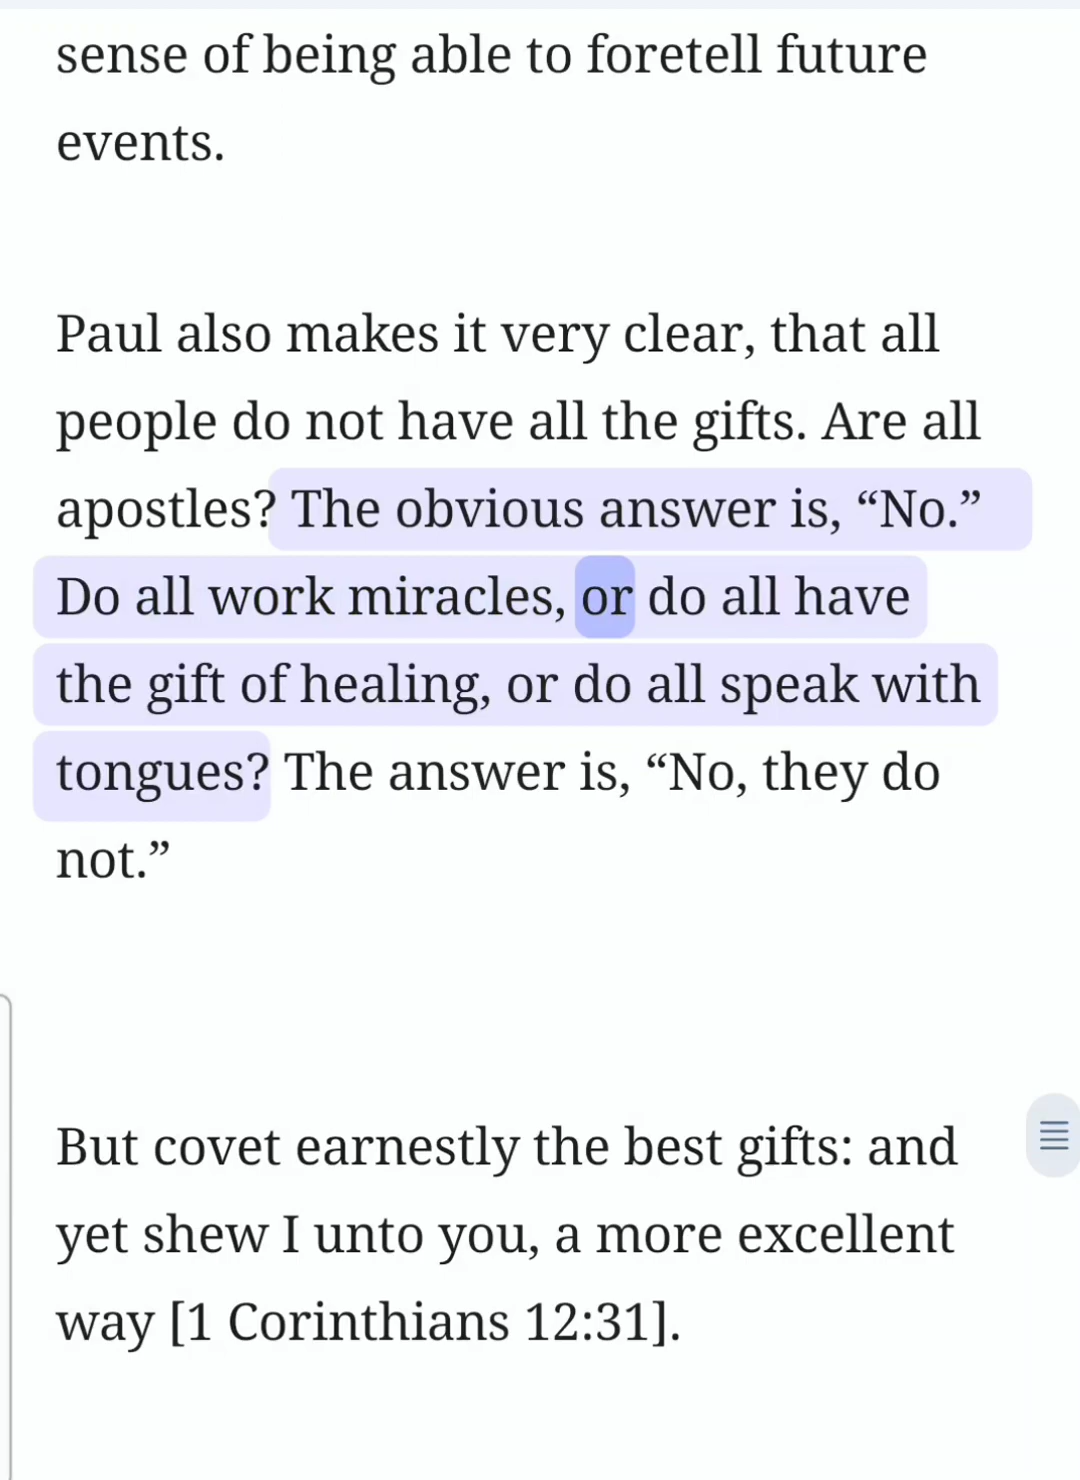 sense of being able to foretell future
events.
Paul also makes it very clear, that all
people do not have all the gifts. Are all
apostles? The obvious answer is, “No.”
Do all work miracles, or do all have
the gift of healing, or do all speak with
tongues? The answer is, “No, they do
not.”
But covet earnestly the best gifts: and
yet shew I unto you, a more excellent
way [1 Corinthians 12:31].